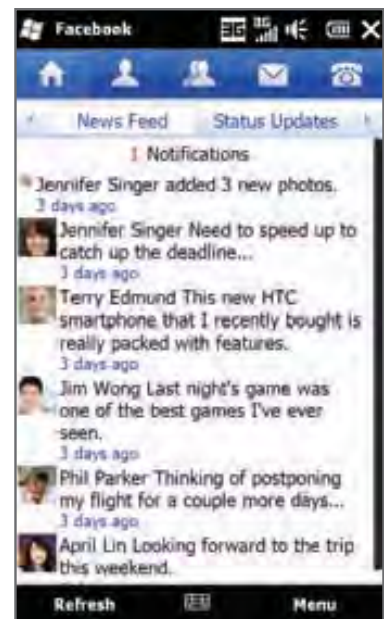 Facebook
3G 3G
News Feed Status Updates
1 Notifications
Jennifer Singer added 3 new photos.
3 days ago
Jennifer Singer Need to speed up to
catch up the deadline...
3 days ago
Terry Edmund This new HTC
smartphone that I recently bought is
really packed with features.
3 days ago
Jim Wong Last night's game was
one of the best games I've ever
seen.
3 days ago
Phil Parker Thinking of postponing
my flight for a couple more days...
3 days ago
April Lin Looking forward to the trip
this weekend.
Refresh Menu